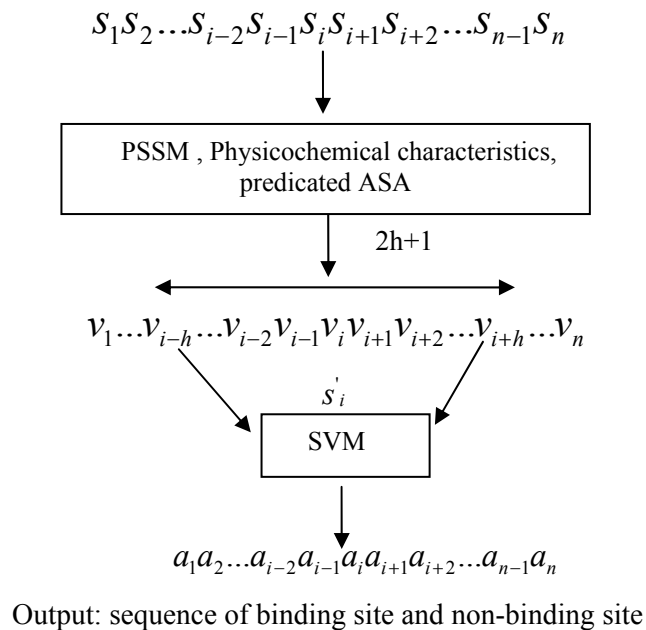 s₁s₂...sᵢ₋₂sᵢ₋₁sᵢsᵢ₊₁sᵢ₊₂...sₙ₋₁sₙ
PSSM , Physicochemical characteristics,
predicated ASA
2h+1
v₁...vᵢ₋ₕ...vᵢ₋₂vᵢ₋₁vᵢvᵢ₊₁vᵢ₊₂...vᵢ₊ₕ...vₙ
s'ᵢ
SVM
a₁a₂...aᵢ₋₂aᵢ₋₁aᵢaᵢ₊₁aᵢ₊₂...aₙ₋₁aₙ
Output: sequence of binding site and non-binding site